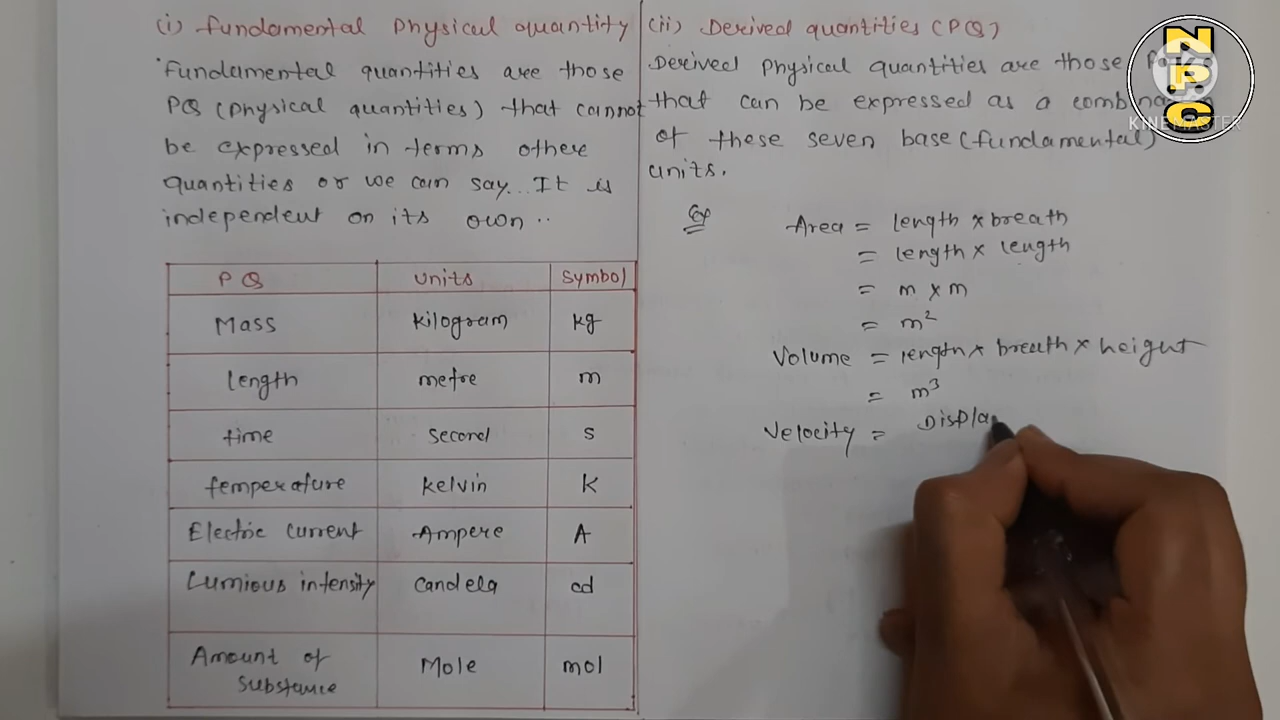 (i) Fundamental Physical quantity
Fundamental quantities are those
PQ (Physical quantities) that cannot
be expressed in terms othere
quantities or we can say... It is
independent on its own ..
PQ Units Symbol
Mass Kilogram kg
length metre m
time second s
temperature kelvin K
Electric current Ampere A
Lumious intensity Candela cd
Amount of substance Mole mol
(ii) Derived quantities (PQ)
Derived Physical quantities are those
that can be expressed as a combination
of these seven base (fundamental)
units.
Ex
Area = length × breath
= length × length
= m × m
= m²
Volume = length × breath × height
= m³
Velocity = Displa
NPC
KINEMASTER